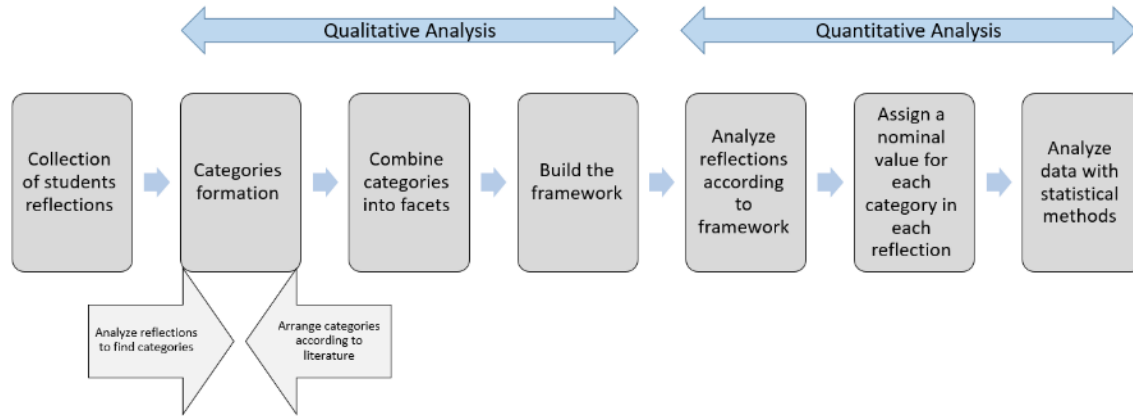 Qualitative Analysis
Quantitative Analysis
Collection
of students
reflections
Categories
formation
Combine
categories
into facets
Build the
framework
Analyze
reflections
according
to
framework
Assign a
nominal
value for
each
category in
each
reflection
Analyze
data with
statistical
methods
Analyze reflections
to find categories
Arrange categories
according to
literature